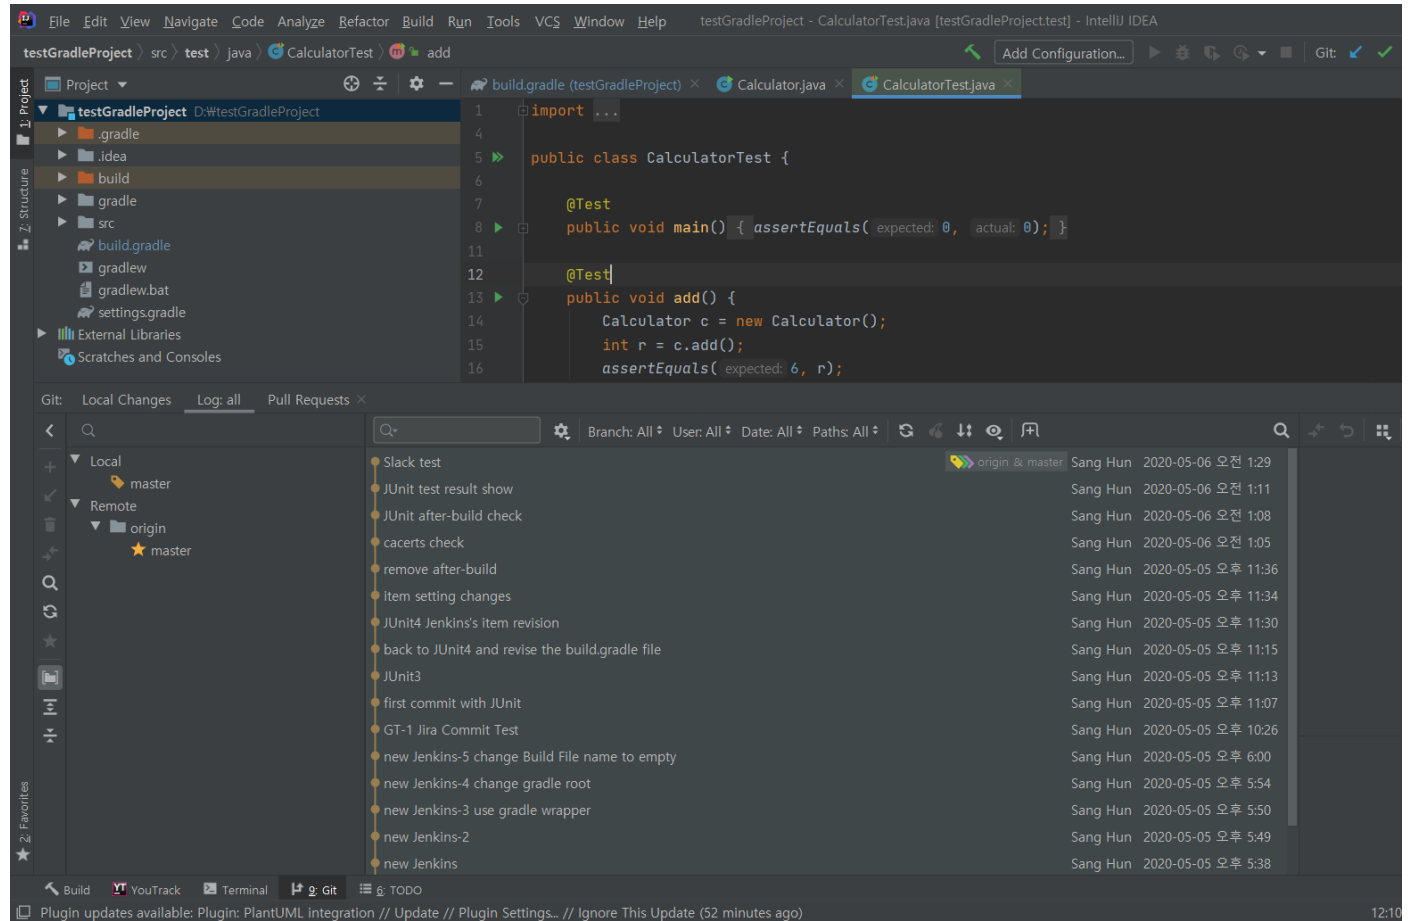 File Edit View Navigate Code Analyze Refactor Build Run Tools VCS Window Help testGradleProject - CalculatorTest.java [testGradleProject.test] - IntelliJ IDEA
testGradleProject src test java CalculatorTest add Add Configuration... Git:
1: Project
Z: Structure
2: Favorites
Project
testGradleProject D:₩testGradleProject
.gradle
.idea
build
gradle
src
build.gradle
gradlew
gradlew.bat
settings.gradle
External Libraries
Scratches and Consoles
build.gradle (testGradleProject) Calculator.java CalculatorTest.java
1 import ...
4
5 public class CalculatorTest {
6
7 @Test
8 public void main() { assertEquals( expected: 0, actual: 0); }
11
12 @Test
13 public void add() {
14 Calculator c = new Calculator();
15 int r = c.add();
16 assertEquals( expected: 6, r);
Git: Local Changes Log: all Pull Requests
Branch: All User: All Date: All Paths: All
Local
master
Remote
origin
master
Slack test origin & master Sang Hun 2020-05-06 오전 1:29
JUnit test result show Sang Hun 2020-05-06 오전 1:11
JUnit after-build check Sang Hun 2020-05-06 오전 1:08
cacerts check Sang Hun 2020-05-06 오전 1:05
remove after-build Sang Hun 2020-05-05 오후 11:36
item setting changes Sang Hun 2020-05-05 오후 11:34
JUnit4 Jenkins's item revision Sang Hun 2020-05-05 오후 11:30
back to JUnit4 and revise the build.gradle file Sang Hun 2020-05-05 오후 11:15
JUnit3 Sang Hun 2020-05-05 오후 11:13
first commit with JUnit Sang Hun 2020-05-05 오후 11:07
GT-1 Jira Commit Test Sang Hun 2020-05-05 오후 10:26
new Jenkins-5 change Build File name to empty Sang Hun 2020-05-05 오후 6:00
new Jenkins-4 change gradle root Sang Hun 2020-05-05 오후 5:54
new Jenkins-3 use gradle wrapper Sang Hun 2020-05-05 오후 5:50
new Jenkins-2 Sang Hun 2020-05-05 오후 5:49
new Jenkins Sang Hun 2020-05-05 오후 5:38
Build YT YouTrack Terminal 9: Git 6: TODO
Plugin updates available: Plugin: PlantUML integration // Update // Plugin Settings... // Ignore This Update (52 minutes ago) 12:10